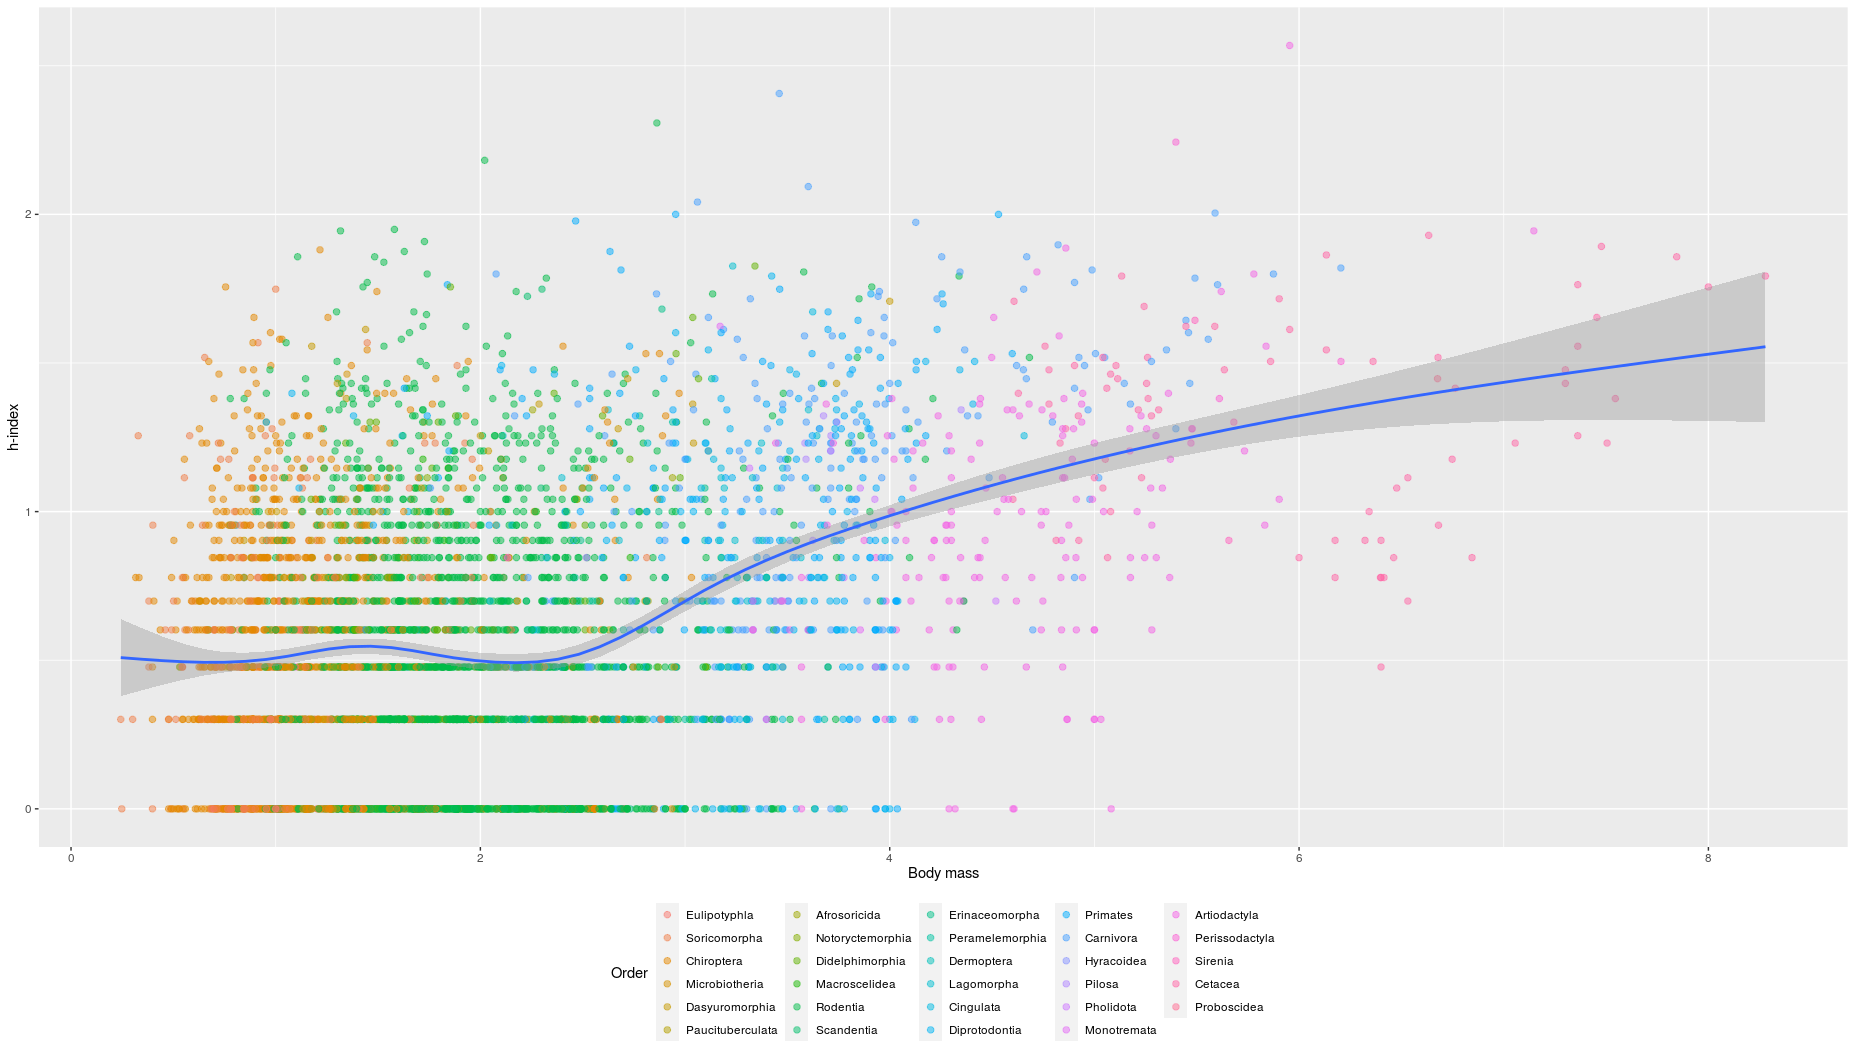 2
1
0
h-index
0 2 4 6 8
Body mass
Order
Eulipotyphla Afrosoricida Erinaceomorpha Primates Artiodactyla
Soricomorpha Notoryctemorphia Peramelemorphia Carnivora Perissodactyla
Chiroptera Didelphimorphia Dermoptera Hyracoidea Sirenia
Microbiotheria Macroscelidea Lagomorpha Pilosa Cetacea
Dasyuromorphia Rodentia Cingulata Pholidota Proboscidea
Paucituberculata Scandentia Diprotodontia Monotremata